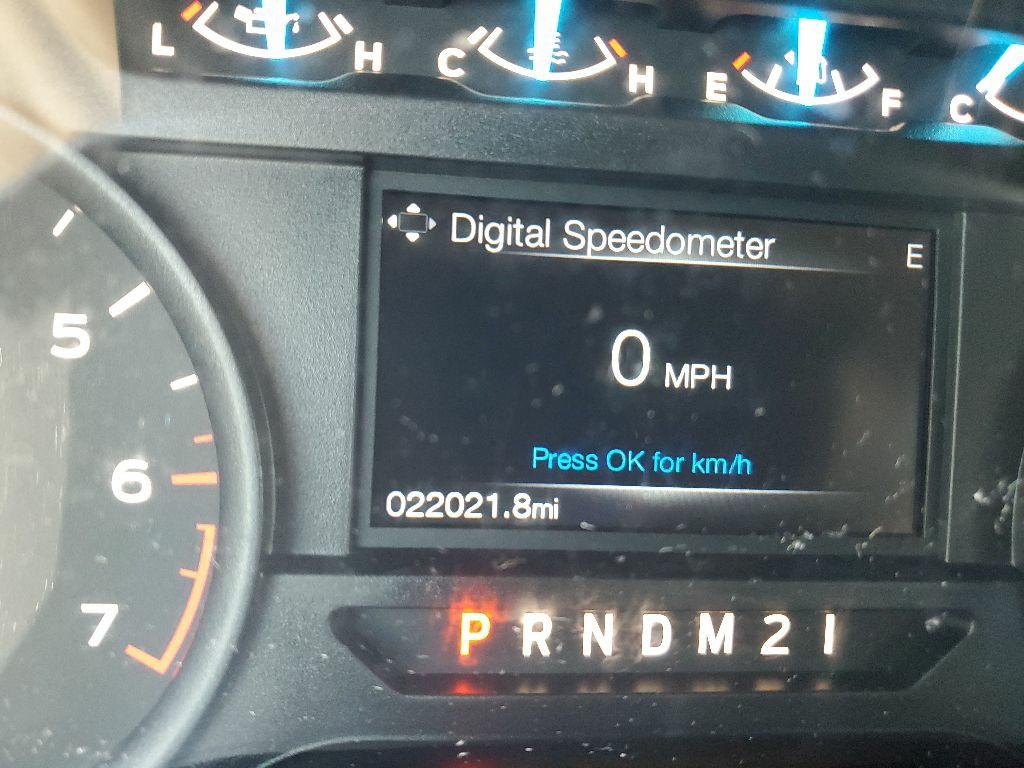 L H C H E F C
Digital Speedometer E
0 MPH
Press OK for km/h
022021.8mi
5
6
7
P R N D M 2 1